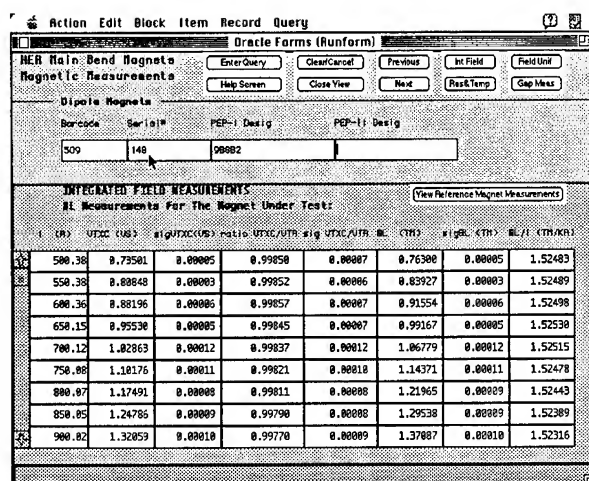 Action Edit Block Item Record Query
Oracle Forms (Runform)
HER Main Bend Magnets
Magnetic Measurements
Enter Query Clear/Cancel Previous Int Field Field Unif
Help Screen Close View Next Res&Temp Gap Meas
Dipole Magnets
Barcode Serial# PEP-I Desig PEP-II Desig
509 148 9B8B2
INTEGRATED FIELD MEASUREMENTS
BL Measurements For The Magnet Under Test:
View Reference Magnet Measurements
I (A) UTXC (VS) sigUTXC(VS) ratio UTXC/UTR sig UTXC/UTR BL (TM) sigBL (TM) BL/I (TM/KA)
500.38 0.73501 0.00005 0.99850 0.00007 0.76300 0.00005 1.52483
550.38 0.80848 0.00003 0.99852 0.00006 0.83927 0.00003 1.52489
600.36 0.88196 0.00006 0.99857 0.00007 0.91554 0.00006 1.52498
650.15 0.95530 0.00005 0.99845 0.00007 0.99167 0.00005 1.52530
700.12 1.02863 0.00012 0.99837 0.00012 1.06779 0.00012 1.52515
750.08 1.10176 0.00011 0.99821 0.00010 1.14371 0.00011 1.52478
800.07 1.17491 0.00008 0.99811 0.00008 1.21965 0.00009 1.52443
850.05 1.24786 0.00009 0.99790 0.00008 1.29538 0.00009 1.52389
900.02 1.32059 0.00010 0.99770 0.00009 1.37087 0.00010 1.52316